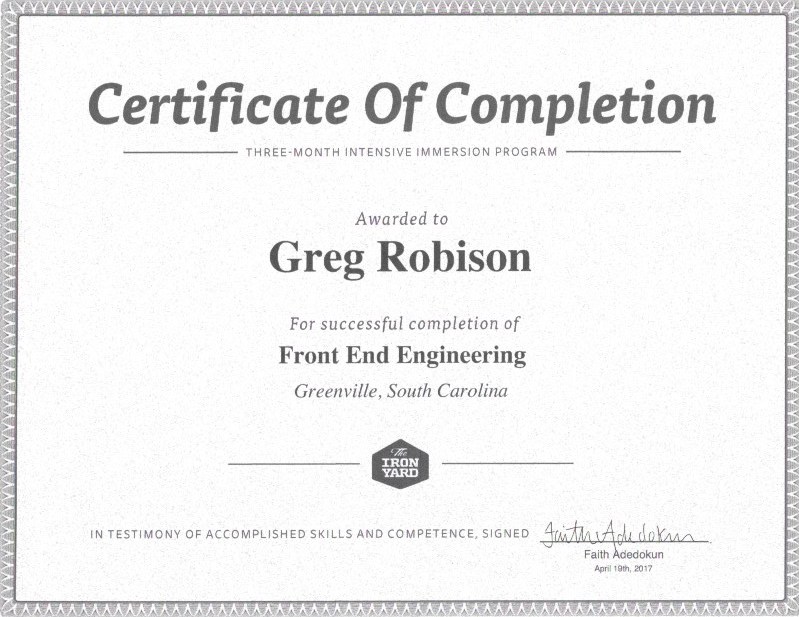 Certificate Of Completion
THREE-MONTH INTENSIVE IMMERSION PROGRAM
Awarded to
Greg Robison
For successful completion of
Front End Engineering
Greenville, South Carolina
The
IRON
YARD
IN TESTIMONY OF ACCOMPLISHED SKILLS AND COMPETENCE, SIGNED Faith Adedokun
Faith Adedokun
April 19th, 2017